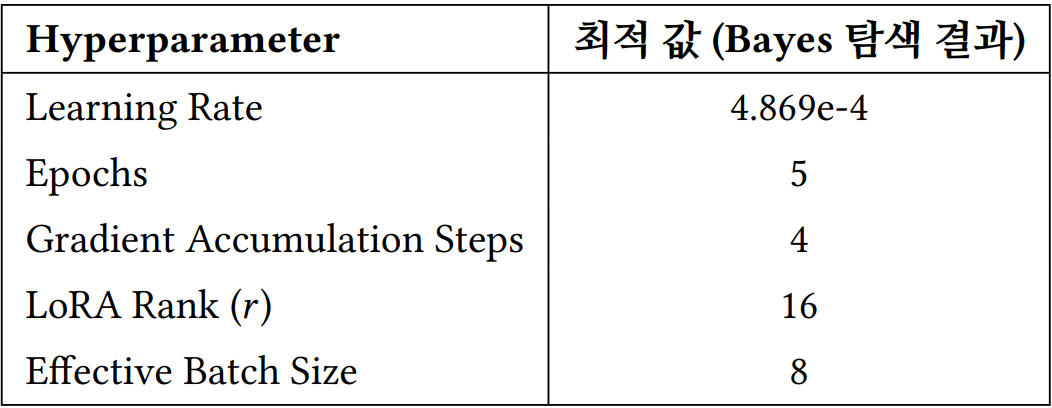 Hyperparameter 최적 값 (Bayes 탐색 결과)
Learning Rate 4.869e-4
Epochs 5
Gradient Accumulation Steps 4
LoRA Rank (r) 16
Effective Batch Size 8